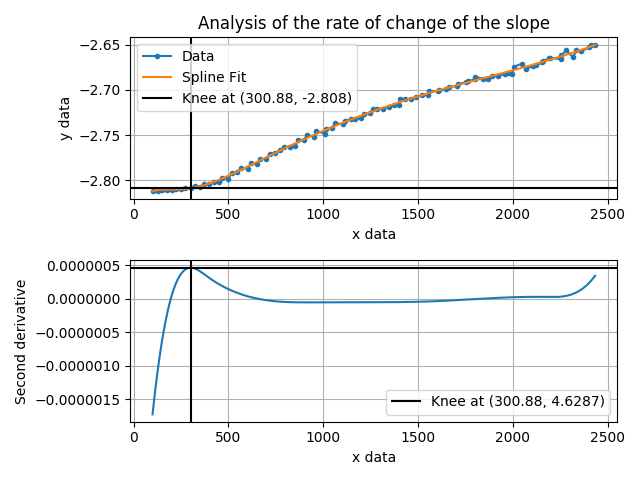 Analysis of the rate of change of the slope
−2.65
−2.70
−2.75
−2.80
y data
Data
Spline Fit
Knee at (300.88, -2.808)
0 500 1000 1500 2000 2500
x data
0.0000005
0.0000000
−0.0000005
−0.0000010
−0.0000015
Second derivative
Knee at (300.88, 4.6287)
0 500 1000 1500 2000 2500
x data